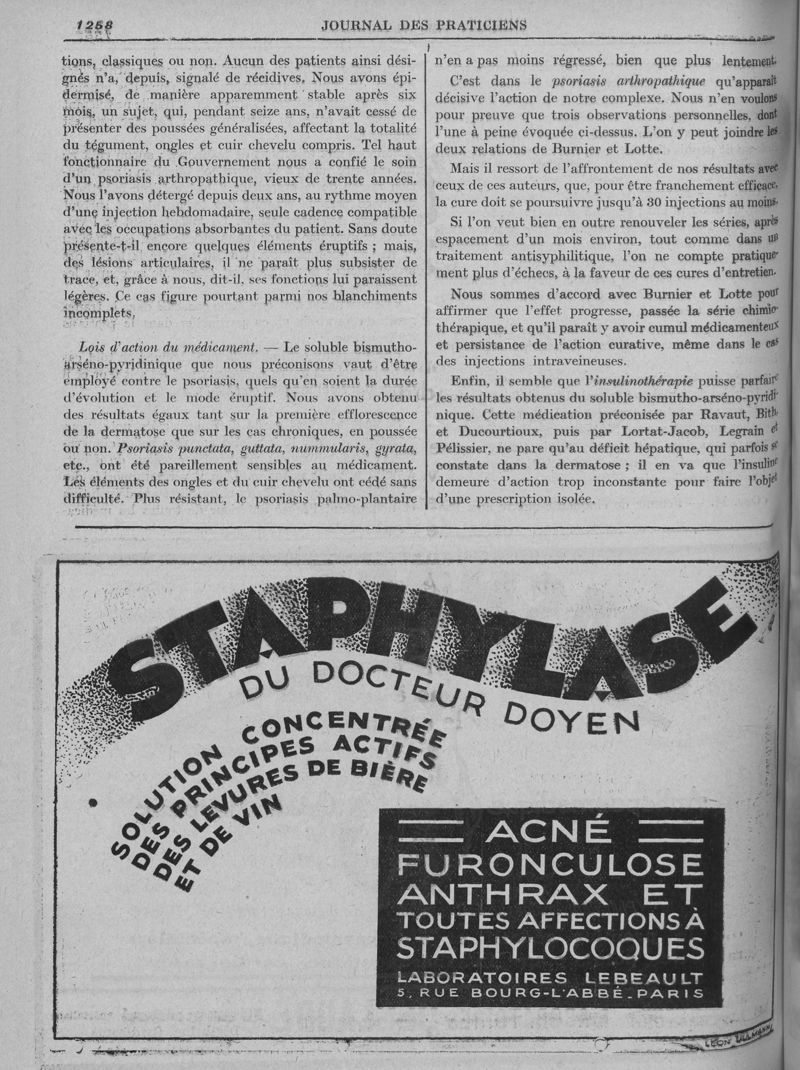 1258
JOURNAL DES PRATICIENS
tions, classiques ou non. Aucun des patients ainsi dési-
gnés n'a, depuis, signalé de récidives. Nous avons épi-
dermisé, de manière apparemment stable après six
mois, un sujet, qui, pendant seize ans, n'avait cessé de
présenter des poussées généralisées, affectant la totalité
du tégument, ongles et cuir chevelu compris. Tel haut
fonctionnaire du Gouvernement nous a confié le soin
d'un psoriasis arthropathique, vieux de trente années.
Nous l'avons détergé depuis deux ans, au rythme moyen
d'une injection hebdomadaire, seule cadence compatible
avec les occupations absorbantes du patient. Sans doute
présente-t-il encore quelques éléments éruptifs ; mais,
des lésions articulaires, il ne paraît plus subsister de
trace, et, grâce à nous, dit-il, ses fonctions lui paraissent
légères. Ce cas figure pourtant parmi nos blanchiments
incomplets.
Lois d'action du médicament. — Le soluble bismutho-
arséno-pyridinique que nous préconisons vaut d'être
employé contre le psoriasis, quels qu'en soient la durée
d'évolution et le mode éruptif. Nous avons obtenu
des résultats égaux tant sur la première efflorescence
de la dermatose que sur les cas chroniques, en poussée
ou non. Psoriasis punctata, guttata, nummularis, gyrata,
etc., ont été pareillement sensibles au médicament.
Les éléments des ongles et du cuir chevelu ont cédé sans
difficulté. Plus résistant, le psoriasis palmo-plantaire
n'en a pas moins régressé, bien que plus lentement.
C'est dans le psoriasis arthropathique qu'apparaît
décisive l'action de notre complexe. Nous n'en voulons
pour preuve que trois observations personnelles, dont
l'une à peine évoquée ci-dessus. L'on y peut joindre les
deux relations de Burnier et Lotte.
Mais il ressort de l'affrontement de nos résultats avec
ceux de ces auteurs, que, pour être franchement efficace,
la cure doit se poursuivre jusqu'à 30 injections au moins.
Si l'on veut bien en outre renouveler les séries, après
espacement d'un mois environ, tout comme dans un
traitement antisyphilitique, l'on ne compte pratique-
ment plus d'échecs, à la faveur de ces cures d'entretien.
Nous sommes d'accord avec Burnier et Lotte pour
affirmer que l'effet progresse, passée la série chimio-
thérapique, et qu'il paraît y avoir cumul médicamenteux
et persistance de l'action curative, même dans le cas
des injections intraveineuses.
Enfin, il semble que l'insulinothérapie puisse parfaire
les résultats obtenus du soluble bismutho-arséno-pyridi-
nique. Cette médication préconisée par Ravaut, Bith,
et Ducourtioux, puis par Lortat-Jacob, Legrain et
Pélissier, ne pare qu'au déficit hépatique, qui parfois se
constate dans la dermatose ; il en va que l'insuline
demeure d'action trop inconstante pour faire l'objet
d'une prescription isolée.
STAPHYLASE
DU DOCTEUR DOYEN
SOLUTION CONCENTRÉE
DES PRINCIPES ACTIFS
DES LEVURES DE BIÈRE
ET DE VIN
ACNÉ
FURONCULOSE
ANTHRAX ET
TOUTES AFFECTIONS À
STAPHYLOCOQUES
LABORATOIRES LEBEAULT
5, RUE BOURG-L'ABBÉ_PARIS
LÉON ULLMANN